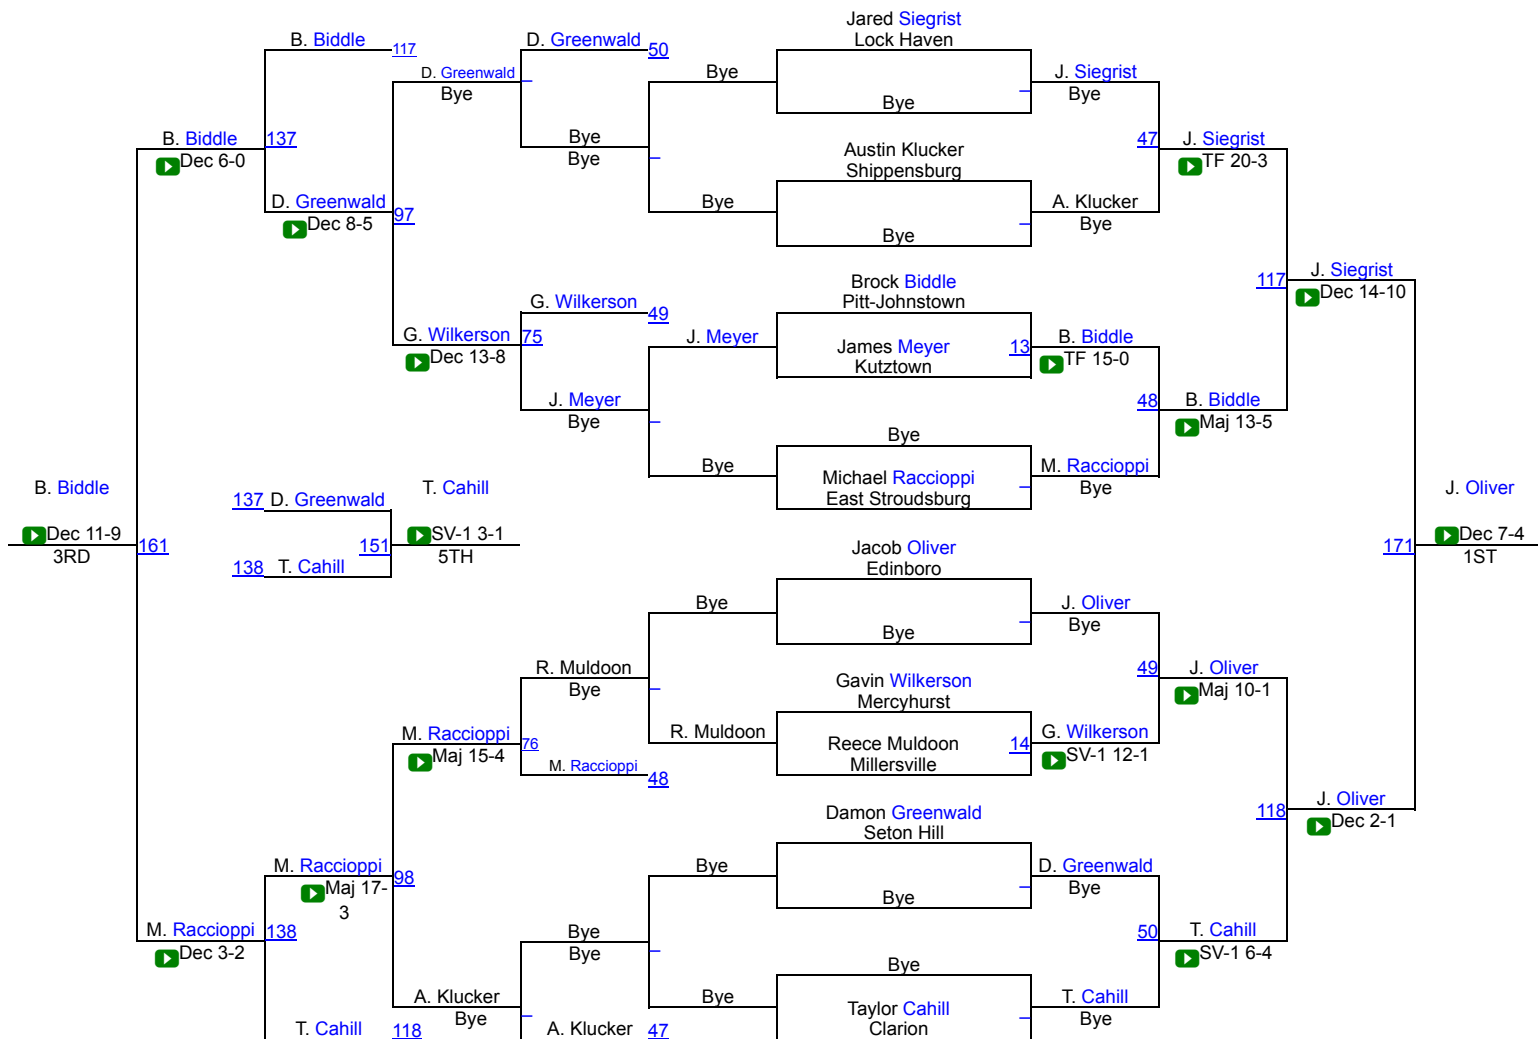 Jared Siegrist
B. Biddle
117
D. Greenwald
50
Lock Haven
D. Greenwald
Bye
Bye
J. Siegrist
Bye
Bye
B. Biddle
137
Dec 6-0
Bye
Bye
Austin Klucker
Shippensburg
47
J. Siegrist
TF 20-3
D. Greenwald
97
Dec 8-5
Bye
A. Klucker
Bye
Bye
Brock Biddle
Pitt-Johnstown
J. Siegrist
117
Dec 14-10
G. Wilkerson
49
G. Wilkerson
75
Dec 13-8
J. Meyer
James Meyer
Kutztown
13
B. Biddle
TF 15-0
J. Meyer
Bye
48
B. Biddle
Maj 13-5
Bye
Bye
Michael Raccioppi
East Stroudsburg
M. Raccioppi
Bye
B. Biddle
137
D. Greenwald
T. Cahill
J. Oliver
Dec 11-9
3RD
161
151
SV-1 3-1
5TH
171
Dec 7-4
1ST
138
T. Cahill
Jacob Oliver
Edinboro
Bye
J. Oliver
Bye
Bye
R. Muldoon
Bye
Gavin Wilkerson
Mercyhurst
49
J. Oliver
Maj 10-1
M. Raccioppi
76
Maj 15-4
R. Muldoon
Reece Muldoon
Millersville
14
G. Wilkerson
SV-1 12-1
M. Raccioppi
48
Damon Greenwald
Seton Hill
118
J. Oliver
Dec 2-1
M. Raccioppi
98
Maj 17-
3
Bye
D. Greenwald
Bye
Bye
M. Raccioppi
138
Dec 3-2
Bye
Bye
50
T. Cahill
SV-1 6-4
Bye
A. Klucker
Bye
Bye
Taylor Cahill
Clarion
T. Cahill
Bye
T. Cahill
118
A. Klucker
47